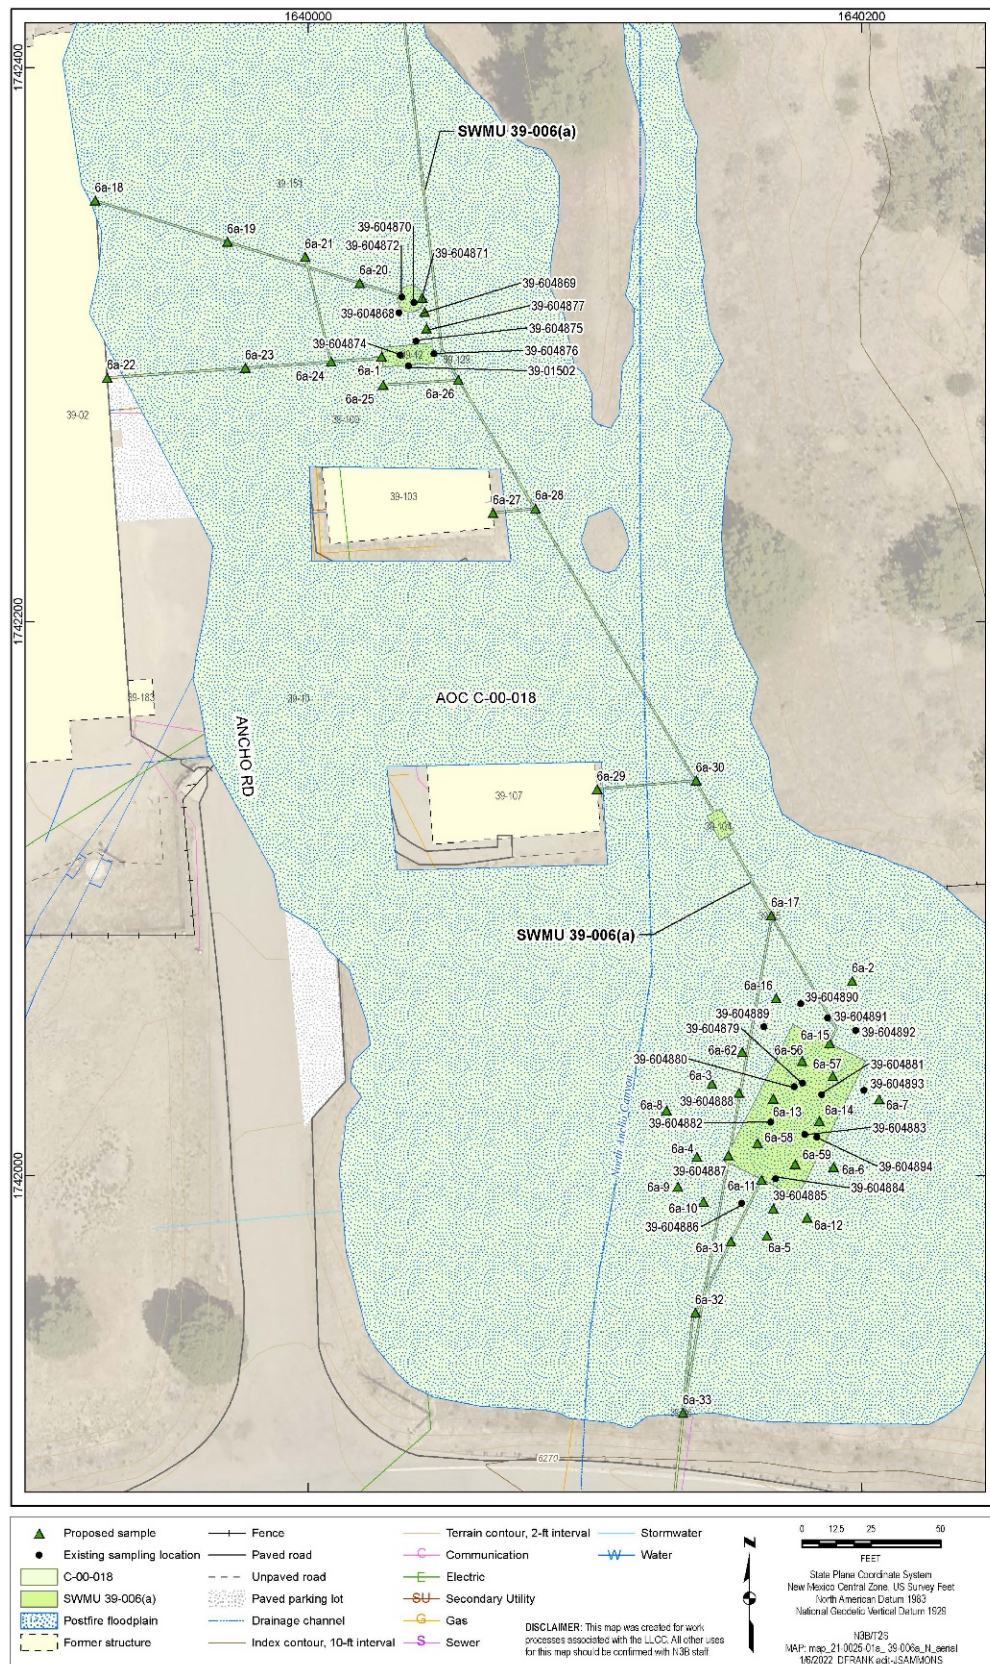 1640000
1640200
1742400
1742200
1742000
SWMU 39-006(a)
6a-18
39-151
6a-19
6a-21
39-604870
39-604872
39-604871
6a-20
39-604869
39-604877
39-604868
39-604875
39-604874
39-604876
6a-22
6a-23
6a-24
6a-1
39-12
39-01502
6a-25
6a-26
39-02
39-103
6a-27
6a-28
39-183
AOC C-00-018
ANCHO RD
6a-29
6a-30
39-107
6a-17
SWMU 39-006(a)
6a-2
6a-16
39-604890
39-604889
39-604891
39-604879
6a-15
39-604892
6a-62
6a-56
39-604880
6a-57
39-604881
6a-3
39-604893
39-604888
6a-8
6a-13
6a-14
6a-7
39-604882
39-604883
6a-58
6a-4
39-604887
6a-59
6a-6
39-604894
6a-9
6a-11
39-604884
6a-10
39-604885
39-604886
6a-12
6a-31
6a-5
North Ancho Canyon
6a-32
6a-33
6270
Proposed sample
Existing sampling location
C-00-018
SWMU 39-006(a)
Postfire floodplain
Former structure
Fence
Paved road
Unpaved road
Paved parking lot
Drainage channel
Index contour, 10-ft interval
Terrain contour, 2-ft interval
C Communication
E Electric
SU Secondary Utility
G Gas
S Sewer
Stormwater
W Water
DISCLAIMER: This map was created for work
processes associated with the LLCC. All other uses
for this map should be confirmed with N3B staff.
N
0 12.5 25 50
FEET
State Plane Coordinate System
New Mexico Central Zone, US Survey Feet
North American Datum 1983
National Geodetic Vertical Datum 1929
N3B/T2S
MAP: map_21-0025-01a_ 39-006a_N_aerial
1/6/2022 DFRANK edit-JSAMMONS